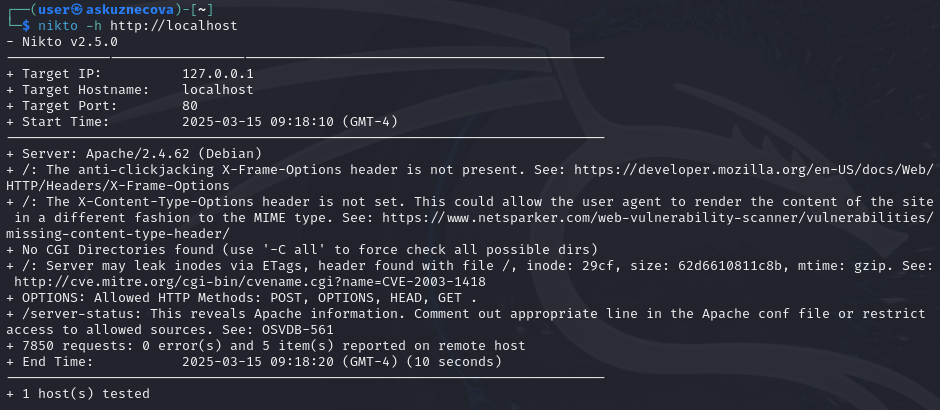 ┌──(user㉿askuznecova)-[~]
└─$ nikto -h http://localhost
- Nikto v2.5.0
---------------------------------------------------------------------------
+ Target IP:          127.0.0.1
+ Target Hostname:    localhost
+ Target Port:        80
+ Start Time:         2025-03-15 09:18:10 (GMT-4)
---------------------------------------------------------------------------
+ Server: Apache/2.4.62 (Debian)
+ /: The anti-clickjacking X-Frame-Options header is not present. See: https://developer.mozilla.org/en-US/docs/Web/
HTTP/Headers/X-Frame-Options
+ /: The X-Content-Type-Options header is not set. This could allow the user agent to render the content of the site
 in a different fashion to the MIME type. See: https://www.netsparker.com/web-vulnerability-scanner/vulnerabilities/
missing-content-type-header/
+ No CGI Directories found (use '-C all' to force check all possible dirs)
+ /: Server may leak inodes via ETags, header found with file /, inode: 29cf, size: 62d6610811c8b, mtime: gzip. See:
 http://cve.mitre.org/cgi-bin/cvename.cgi?name=CVE-2003-1418
+ OPTIONS: Allowed HTTP Methods: POST, OPTIONS, HEAD, GET .
+ /server-status: This reveals Apache information. Comment out appropriate line in the Apache conf file or restrict
access to allowed sources. See: OSVDB-561
+ 7850 requests: 0 error(s) and 5 item(s) reported on remote host
+ End Time:           2025-03-15 09:18:20 (GMT-4) (10 seconds)
---------------------------------------------------------------------------
+ 1 host(s) tested